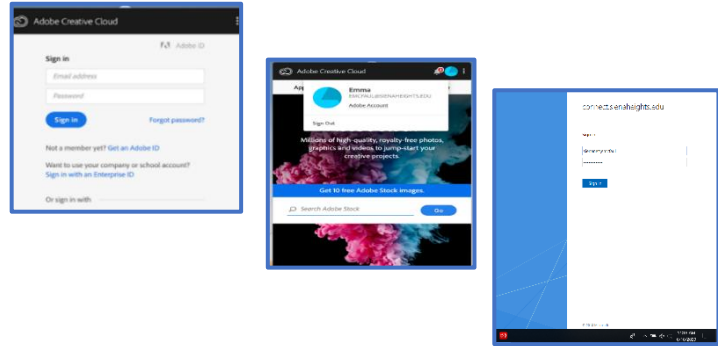 Adobe Creative Cloud
Adobe ID
Sign in
Email address
Password
Sign in
Forgot password?
Not a member yet? Get an Adobe ID
Want to use your company or school account?
Sign in with an Enterprise ID
Or sign in with
Adobe Creative Cloud
Emma
Adobe Account
Sign Out
Millions of high-quality, royalty-free photos,
graphics and videos to jump-start your
creative projects.
Get 10 free Adobe Stock images.
Search Adobe Stock
Go
connect.sienaheights.edu
Sign in